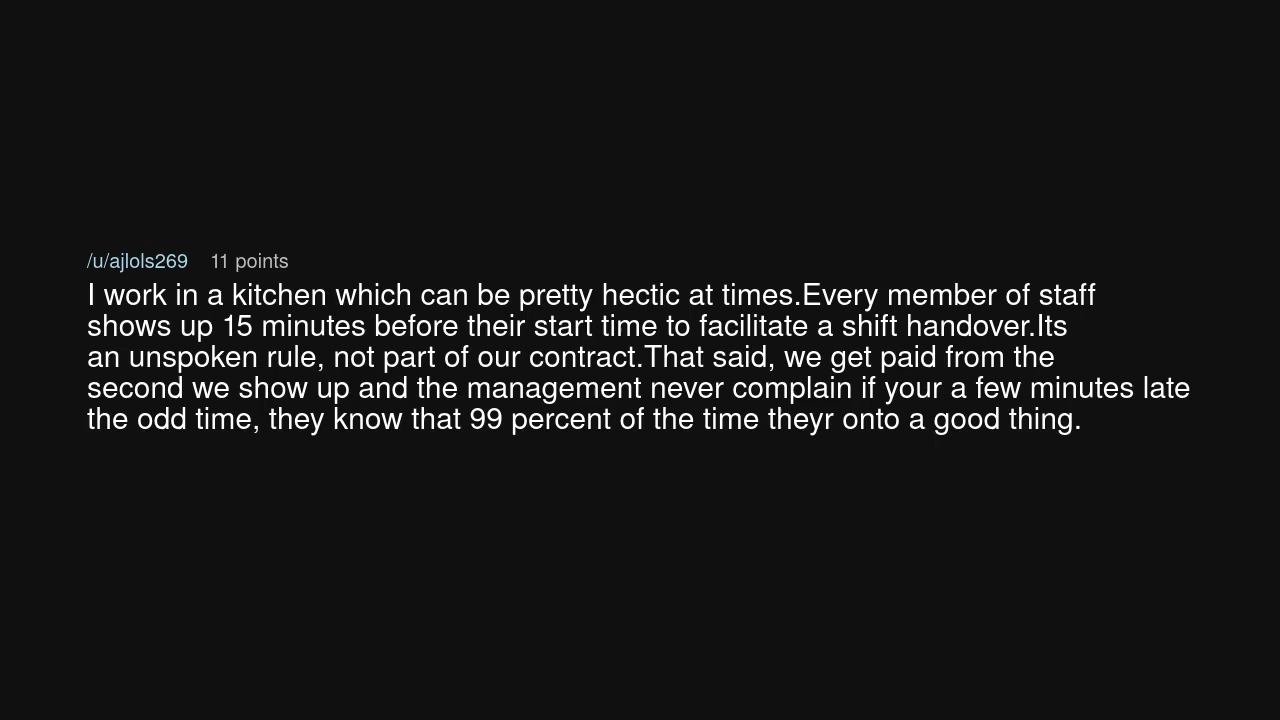 /u/ajlols269 11 points
I work in a kitchen which can be pretty hectic at times.Every member of staff
shows up 15 minutes before their start time to facilitate a shift handover.Its
an unspoken rule, not part of our contract.That said, we get paid from the
second we show up and the management never complain if your a few minutes late
the odd time, they know that 99 percent of the time theyr onto a good thing.